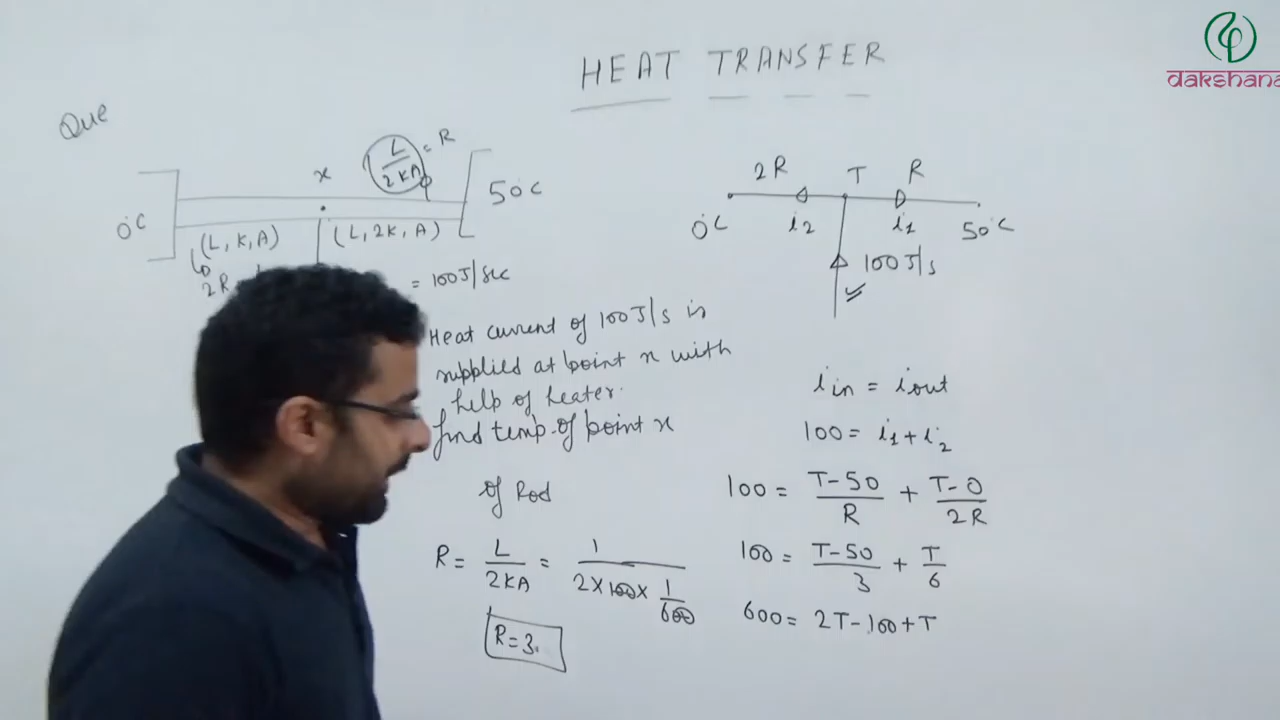 HEAT TRANSFER
dakshana
Que
0°C
x
L/2KA = R
50°C
(L, K, A)
(L, 2K, A)
2R
= 100J/sec
Heat current of 100J/s is
supplied at point x with
help of heater.
find temp. of point x
of Rod
R = L/2KA = 1/(2×100×1/600)
R=3.
2R
T
R
0°C
i2
i1
50°C
100J/s
iin = iout
100 = i1 + i2
100 = T-50/R + T-0/2R
100 = T-50/3 + T/6
600 = 2T-100+T